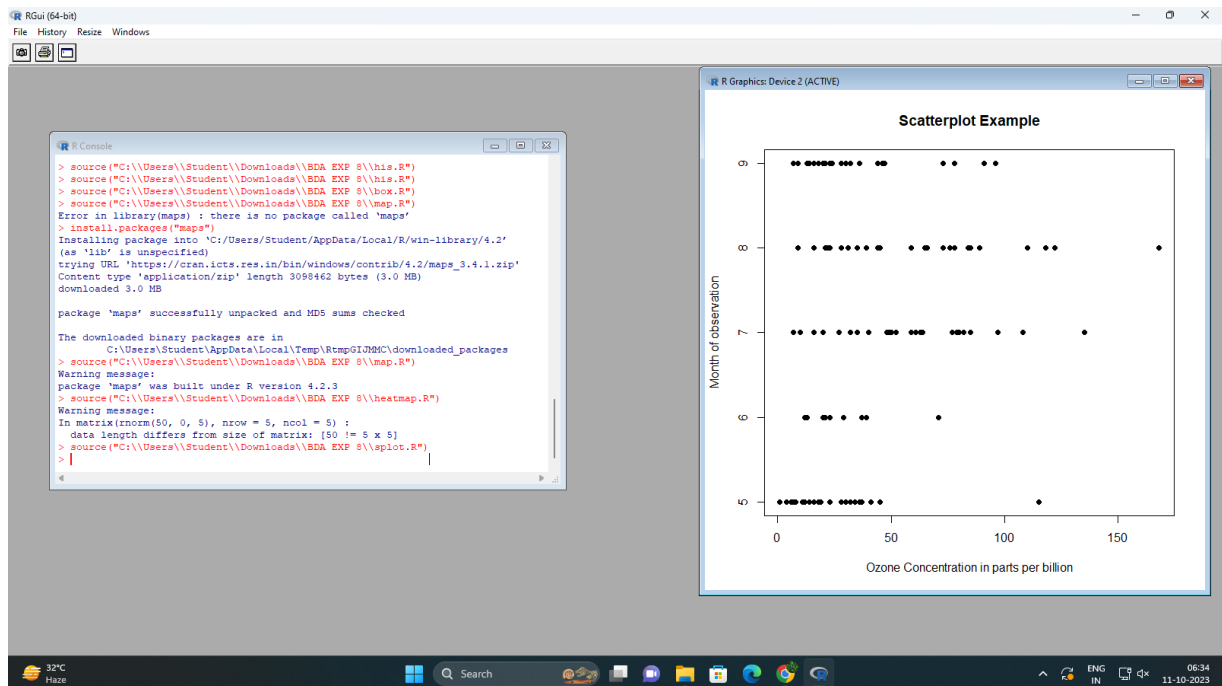 RGui (64-bit)
File History Resize Windows
R Console
> source("C:\\Users\\Student\\Downloads\\BDA EXP 8\\his.R")
> source("C:\\Users\\Student\\Downloads\\BDA EXP 8\\his.R")
> source("C:\\Users\\Student\\Downloads\\BDA EXP 8\\box.R")
> source("C:\\Users\\Student\\Downloads\\BDA EXP 8\\map.R")
Error in library(maps) : there is no package called ‘maps’
> install.packages("maps")
Installing package into ‘C:/Users/Student/AppData/Local/R/win-library/4.2’
(as ‘lib’ is unspecified)
trying URL 'https://cran.icts.res.in/bin/windows/contrib/4.2/maps_3.4.1.zip'
Content type 'application/zip' length 3098462 bytes (3.0 MB)
downloaded 3.0 MB
package ‘maps’ successfully unpacked and MD5 sums checked
The downloaded binary packages are in
C:\Users\Student\AppData\Local\Temp\RtmpGIJMMC\downloaded_packages
> source("C:\\Users\\Student\\Downloads\\BDA EXP 8\\map.R")
Warning message:
package ‘maps’ was built under R version 4.2.3
> source("C:\\Users\\Student\\Downloads\\BDA EXP 8\\heatmap.R")
Warning message:
In matrix(rnorm(50, 0, 5), nrow = 5, ncol = 5) :
data length differs from size of matrix: [50 != 5 x 5]
> source("C:\\Users\\Student\\Downloads\\BDA EXP 8\\splot.R")
>
R Graphics: Device 2 (ACTIVE)
Scatterplot Example
Month of observation
9
8
7
6
5
0 50 100 150
Ozone Concentration in parts per billion
32°C
Haze
Search
ENG
IN
06:34
11-10-2023